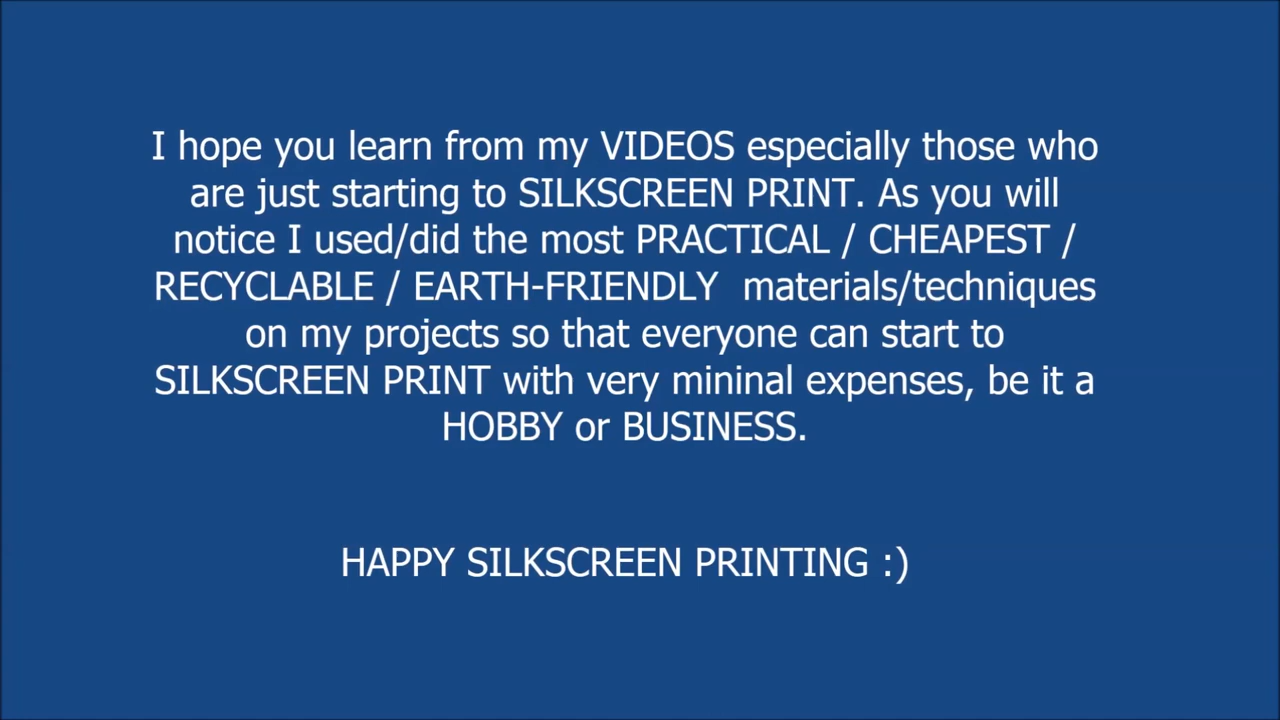 I hope you learn from my VIDEOS especially those who
are just starting to SILKSCREEN PRINT. As you will
notice I used/did the most PRACTICAL / CHEAPEST /
RECYCLABLE / EARTH-FRIENDLY  materials/techniques
on my projects so that everyone can start to
SILKSCREEN PRINT with very mininal expenses, be it a
HOBBY or BUSINESS.
HAPPY SILKSCREEN PRINTING :)